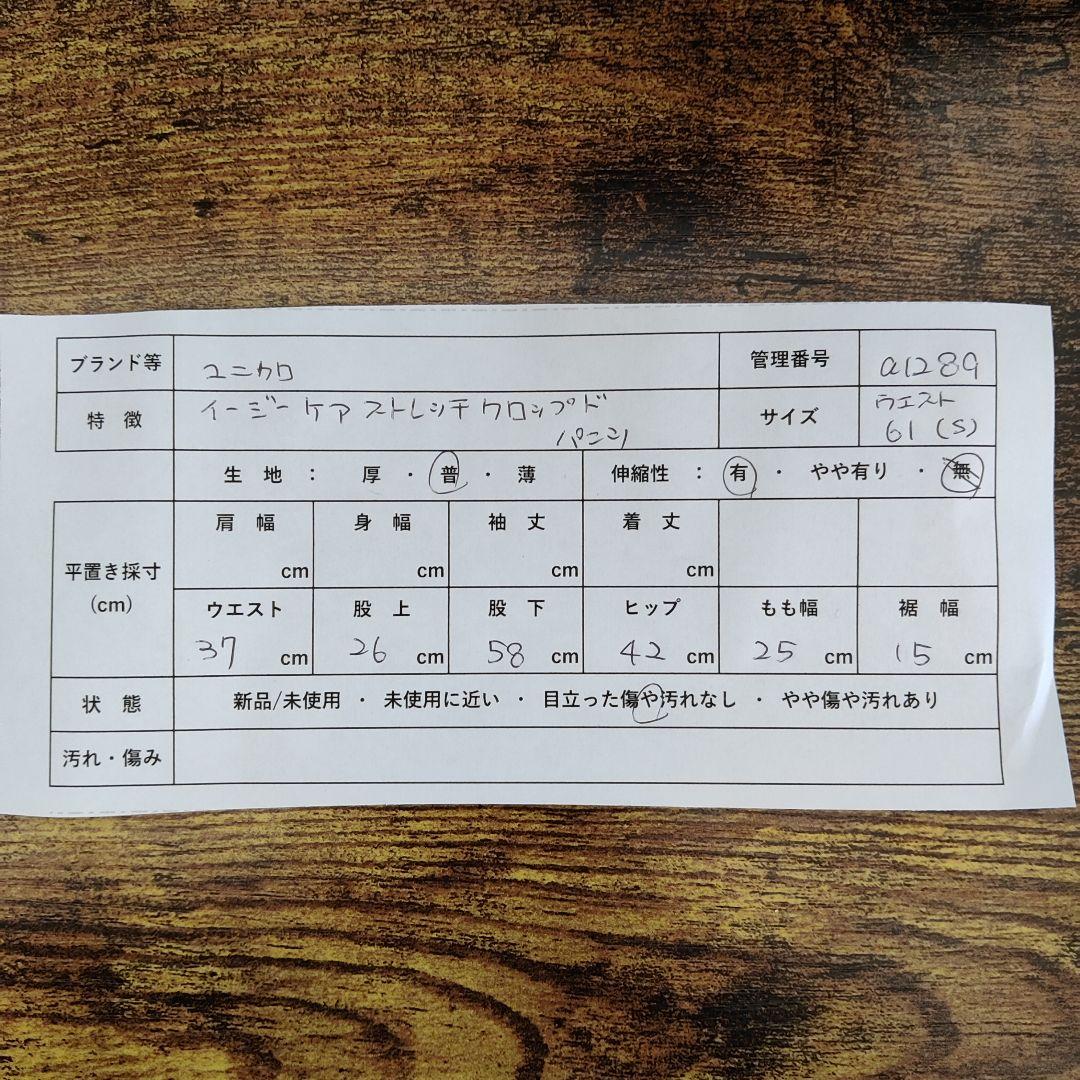 ブランド等 ユニクロ 管理番号 a1289
特徴 イージーケアストレッチクロップド サイズ ウエスト
パンツ 61(S)
生地： 厚・普・薄 伸縮性： 有・やや有り・無
平置き採寸(cm) 肩幅 cm 身幅 cm 袖丈 cm 着丈 cm
ウエスト 37 cm 股上 26 cm 股下 58 cm ヒップ 42 cm もも幅 25 cm 裾幅 15 cm
状態 新品/未使用・未使用に近い・目立った傷や汚れなし・やや傷や汚れあり
汚れ・傷み